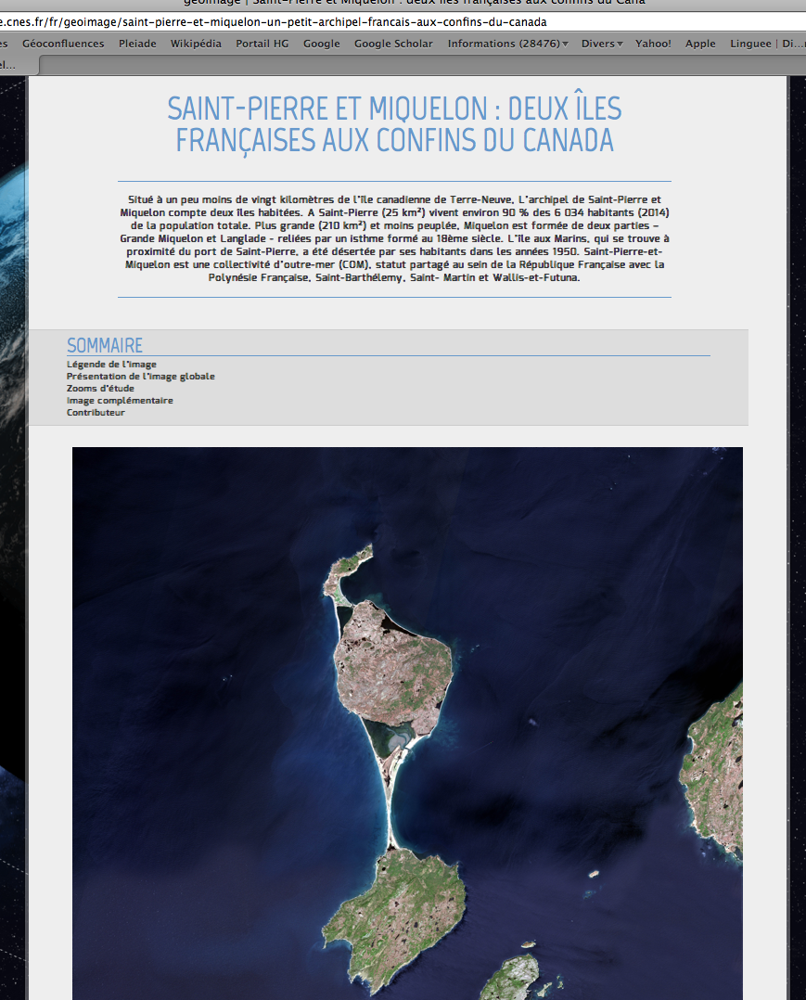 geoimage | Saint-Pierre et Miquelon : deux îles françaises aux confins du Cana
e.cnes.fr/fr/geoimage/saint-pierre-et-miquelon-un-petit-archipel-francais-aux-confins-du-canada
es Géoconfluences Pleiade Wikipédia Portail HG Google Google Scholar Informations (28476) Divers Yahoo! Apple Linguee | Di...
el...
SAINT-PIERRE ET MIQUELON : DEUX ÎLES
FRANÇAISES AUX CONFINS DU CANADA
Situé à un peu moins de vingt kilomètres de l'île canadienne de Terre-Neuve, L'archipel de Saint-Pierre et
Miquelon compte deux îles habitées. A Saint-Pierre (25 km²) vivent environ 90 % des 6 034 habitants (2014)
de la population totale. Plus grande (210 km²) et moins peuplée, Miquelon est formée de deux parties –
Grande Miquelon et Langlade - reliées par un isthme formé au 18ème siècle. L'île aux Marins, qui se trouve à
proximité du port de Saint-Pierre, a été désertée par ses habitants dans les années 1950. Saint-Pierre-et-
Miquelon est une collectivité d'outre-mer (COM), statut partagé au sein de la République Française avec la
Polynésie Française, Saint-Barthélemy, Saint- Martin et Wallis-et-Futuna.
SOMMAIRE
Légende de l'image
Présentation de l'image globale
Zooms d'étude
Image complémentaire
Contributeur